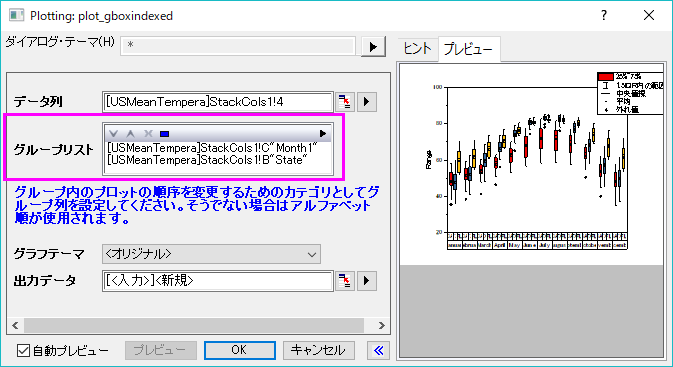 Plotting: plot_gboxindexed
ダイアログ・テーマ(H) *
ヒント プレビュー
データ列 [USMeanTempera]StackCols1!4
グループリスト
[USMeanTempera]StackCols1!C"Month1"
[USMeanTempera]StackCols1!B"State"
グループ内のプロットの順序を変更するためのカテゴリとしてグ
ループ列を設定してください。そうでない場合はアルファベット
順が使用されます。
グラフテーマ <オリジナル>
出力データ [<入力>]<新規>
自動プレビュー プレビュー OK キャンセル
25%~75%
1.5IQR内の範囲
中央値線
平均
外れ値
Range
100
80
60
40
20
March April May June July